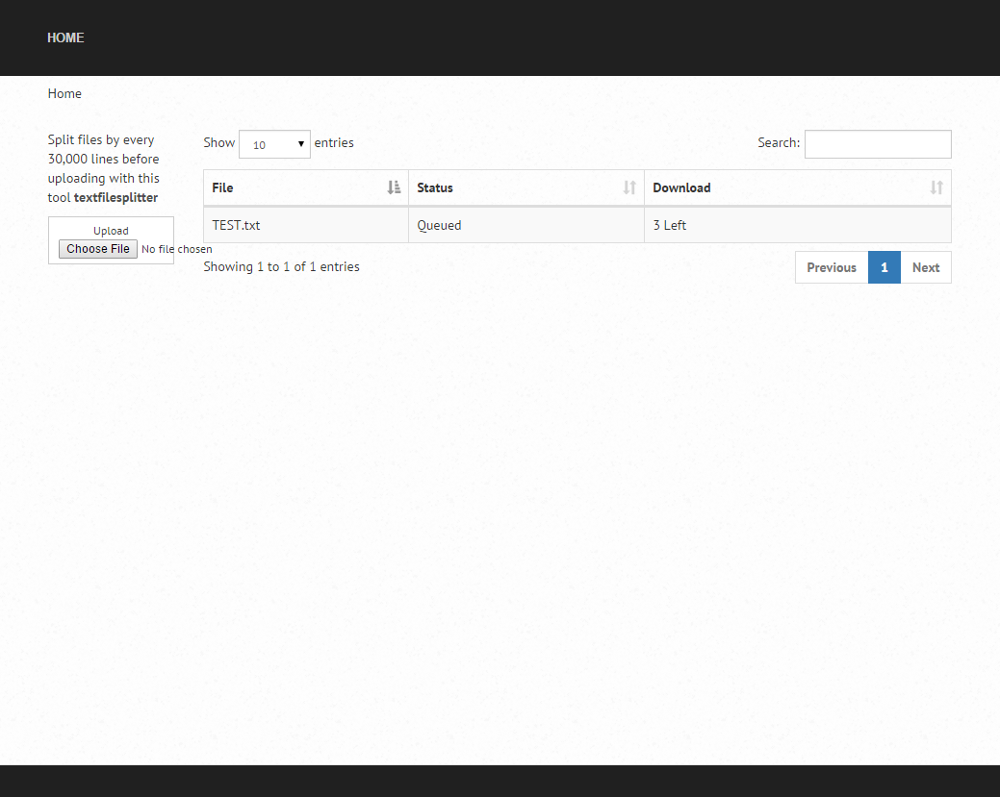 HOME
Home
Split files by every
30,000 lines before
uploading with this
tool textfilesplitter
Upload
Choose File No file chosen
Show 10 entries
Search:
File Status Download
TEST.txt Queued 3 Left
Showing 1 to 1 of 1 entries
Previous 1 Next